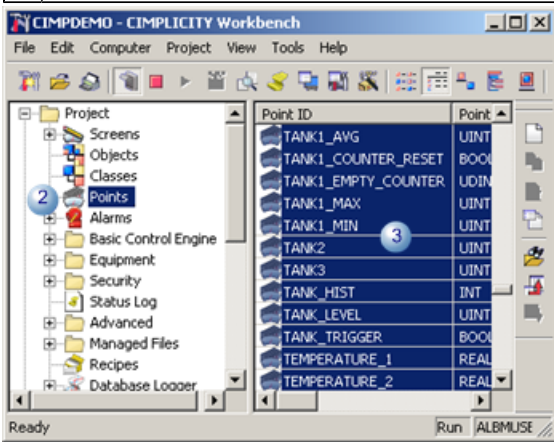 CIMPDEMO - CIMPLICITY Workbench
File Edit Computer Project View Tools Help
Project
Screens
Objects
Classes
2 Points
Alarms
Basic Control Engine
Equipment
Security
Status Log
Advanced
Managed Files
Recipes
Database Logger
Point ID Point
TANK1_AVG UINT
TANK1_COUNTER_RESET BOOL
TANK1_EMPTY_COUNTER UDIN
TANK1_MAX UINT
TANK1_MIN UINT
3
TANK2 UINT
TANK3 UINT
TANK_HIST INT
TANK_LEVEL UINT
TANK_TRIGGER BOOL
TEMPERATURE_1 REAL
TEMPERATURE_2 REAL
Ready Run ALBMUSE